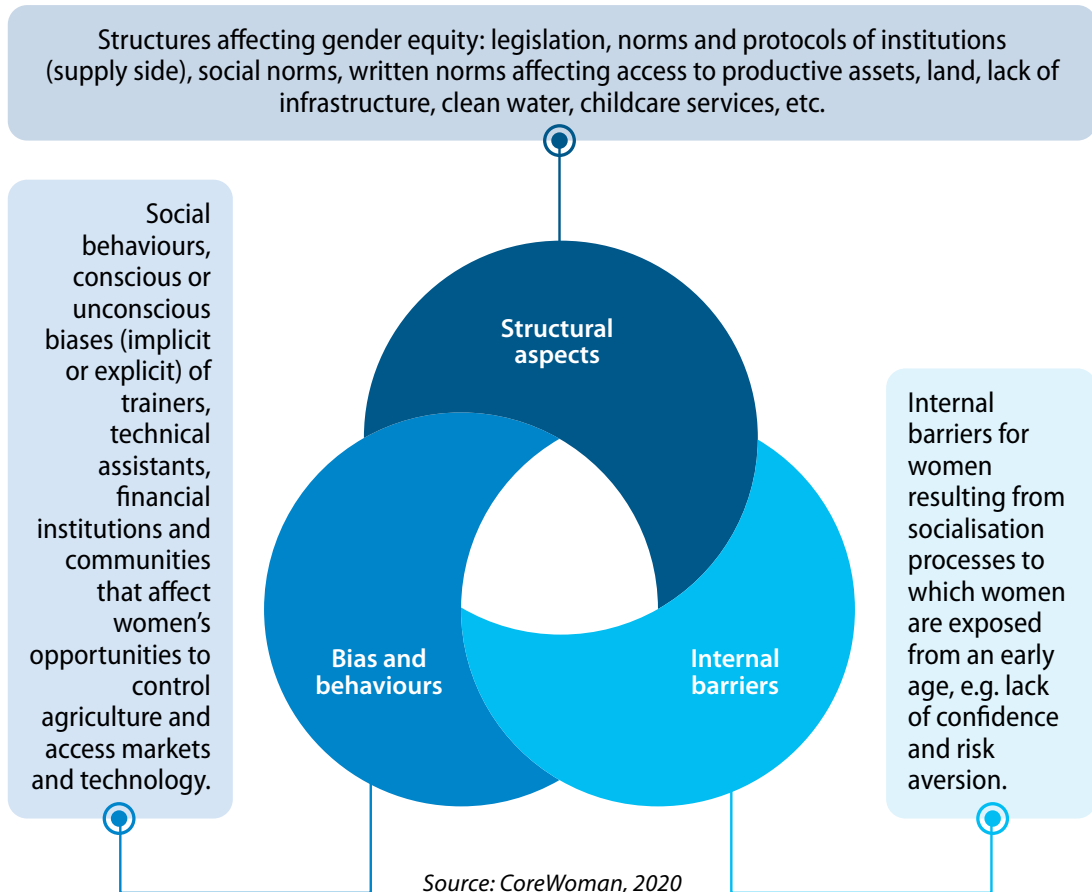 Structures affecting gender equity: legislation, norms and protocols of institutions
(supply side), social norms, written norms affecting access to productive assets, land, lack of
infrastructure, clean water, childcare services, etc.
Social
behaviours,
conscious or
unconscious
biases (implicit
or explicit) of
trainers,
technical
assistants,
financial
institutions and
communities
that affect
women's
opportunities to
control
agriculture and
access markets
and technology.
Structural
aspects
Bias and
behaviours
Internal
barriers
Internal
barriers for
women
resulting from
socialisation
processes to
which women
are exposed
from an early
age, e.g. lack
of confidence
and risk
aversion.
Source: CoreWoman, 2020